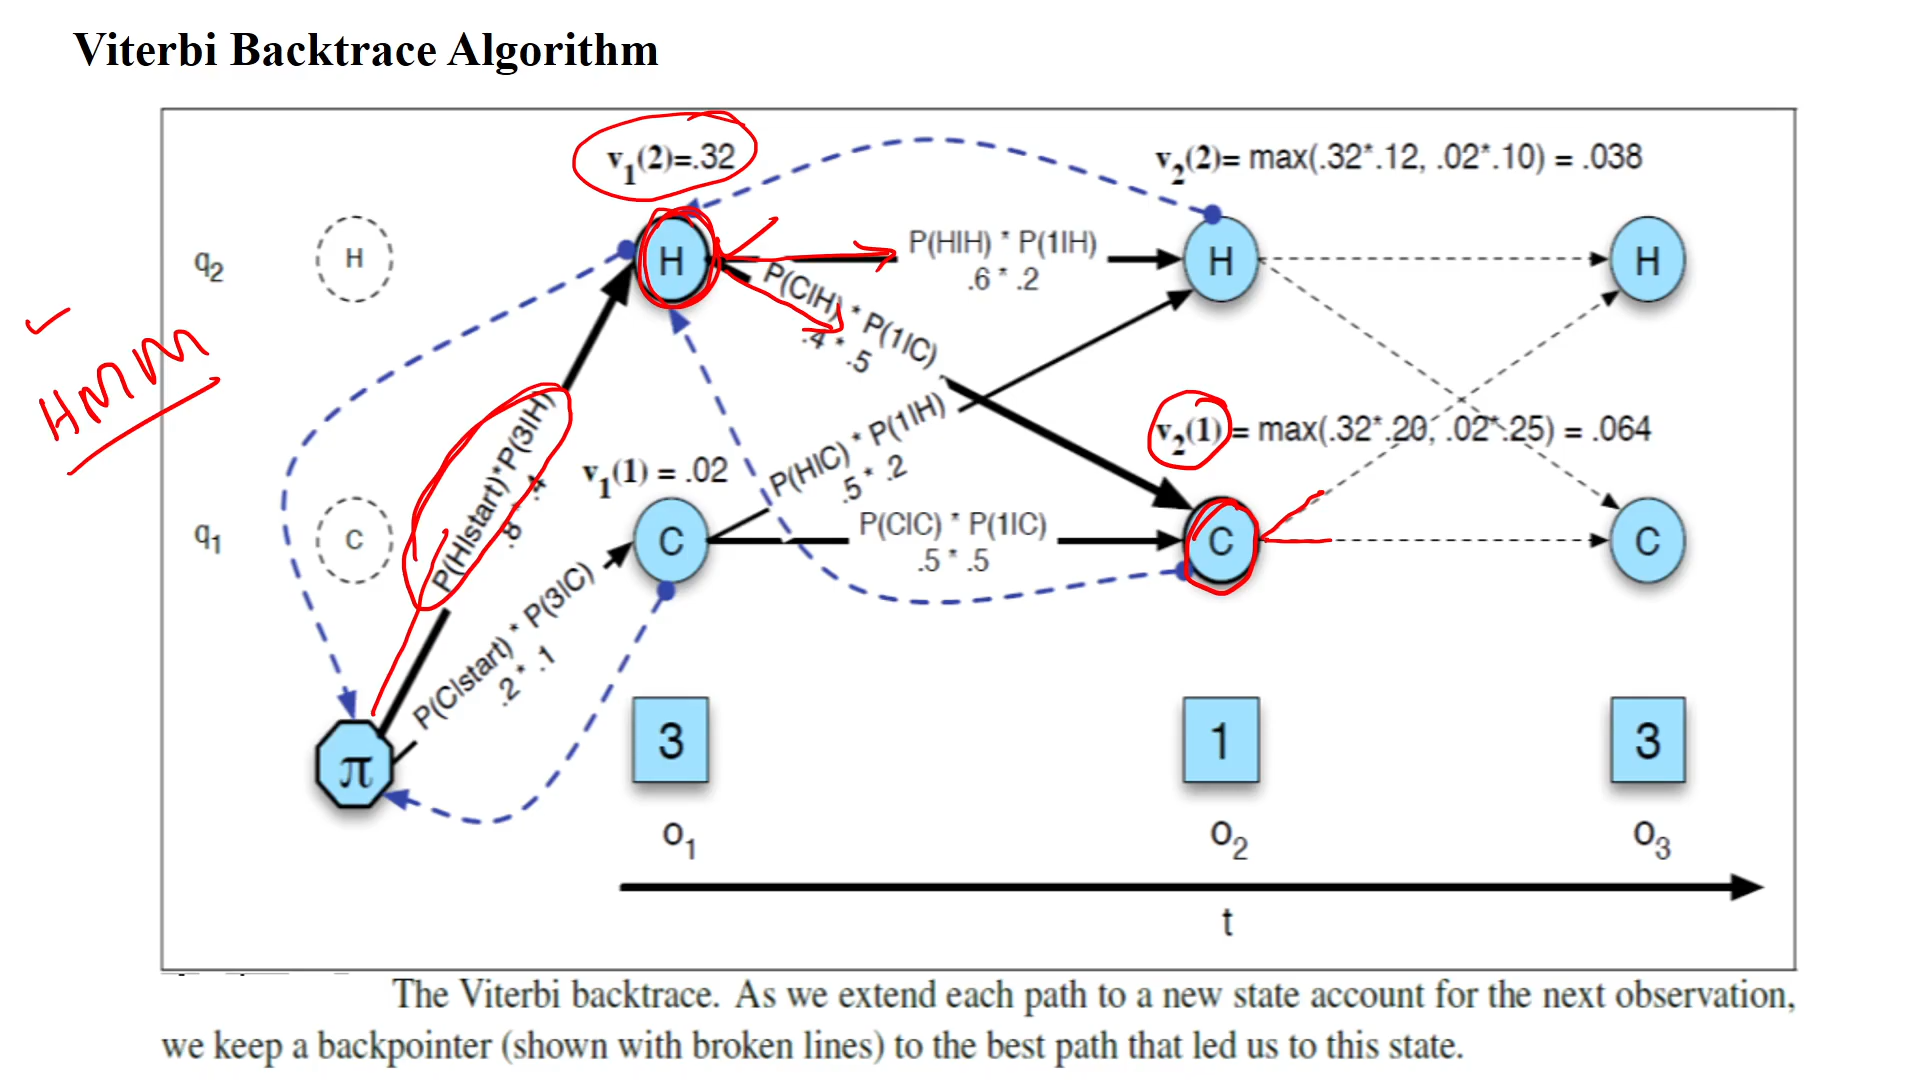 Viterbi Backtrace Algorithm
v1(2)=.32
v2(2)= max(.32*.12, .02*.10) = .038
q2
H
H
P(H|H) * P(1|H)
.6 * .2
H
H
P(C|H) * P(1|C)
.4 * .5
HMM
P(H|start)*P(3|H)
.8 * .4
v1(1) = .02
P(H|C) * P(1|H)
.5 * .2
v2(1) = max(.32*.20, .02*.25) = .064
q1
C
C
P(C|C) * P(1|C)
.5 * .5
C
C
P(C|start) * P(3|C)
.2 * .1
π
3
1
3
o1
o2
o3
t
The Viterbi backtrace. As we extend each path to a new state account for the next observation,
we keep a backpointer (shown with broken lines) to the best path that led us to this state.